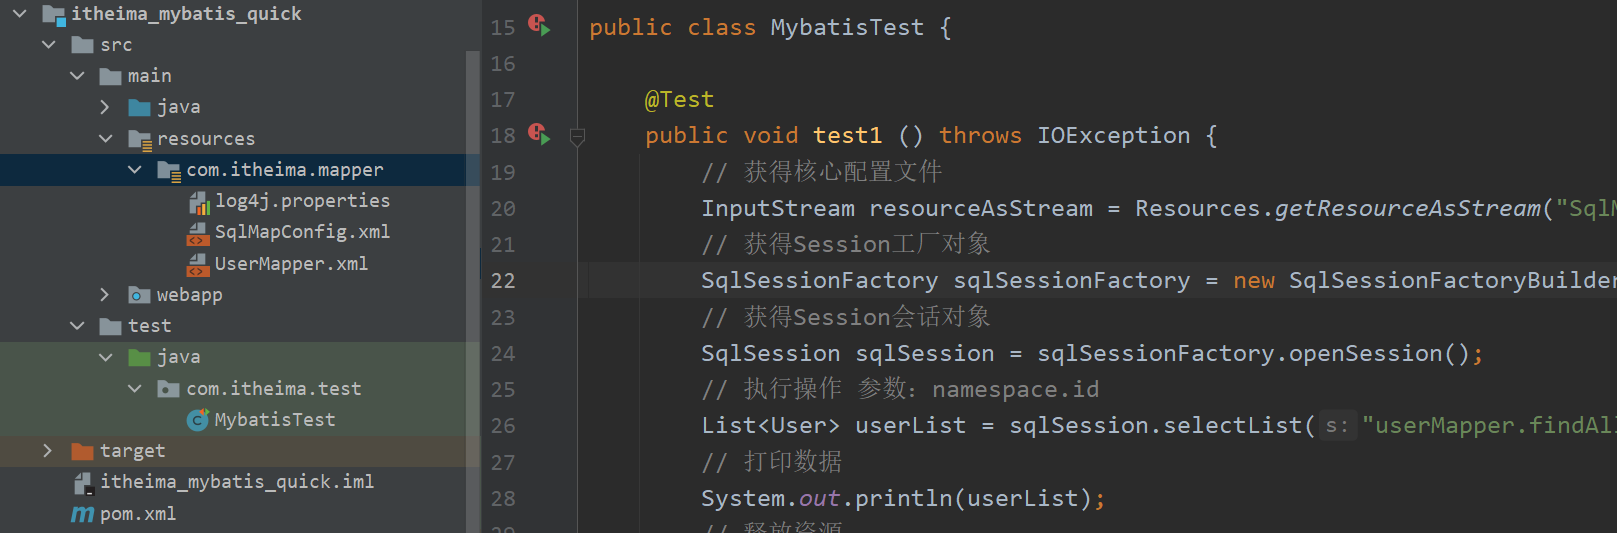 itheima_mybatis_quick
src
main
java
resources
com.itheima.mapper
log4j.properties
SqlMapConfig.xml
UserMapper.xml
webapp
test
java
com.itheima.test
MybatisTest
target
itheima_mybatis_quick.iml
pom.xml
15 public class MybatisTest {
16
17 @Test
18 public void test1 () throws IOException {
19 // 获得核心配置文件
20 InputStream resourceAsStream = Resources.getResourceAsStream("SqlM
21 // 获得Session工厂对象
22 SqlSessionFactory sqlSessionFactory = new SqlSessionFactoryBuilder
23 // 获得Session会话对象
24 SqlSession sqlSession = sqlSessionFactory.openSession();
25 // 执行操作 参数：namespace.id
26 List<User> userList = sqlSession.selectList( s: "userMapper.findAll
27 // 打印数据
28 System.out.println(userList);
29 // 释放资源